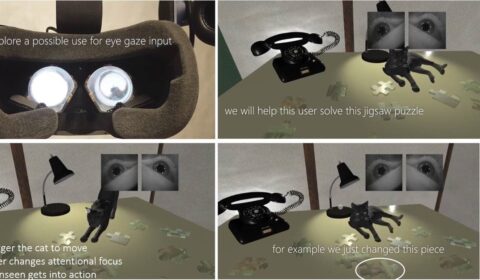 plore a possible use for eye gaze input
we will help this user solve this jigsaw puzzle
rger the cat to move
er changes attentional focus
nseen gets into action
for example we just changed this piece